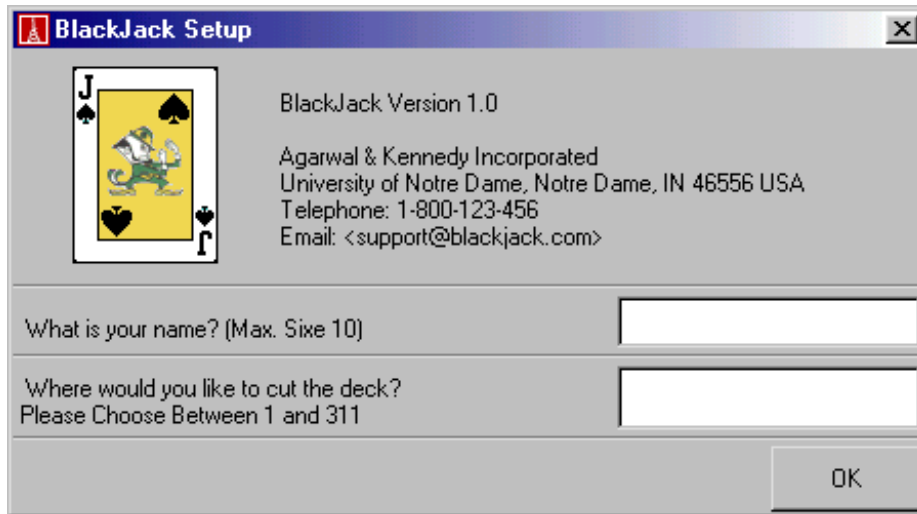 BlackJack Setup
J
BlackJack Version 1.0
Agarwal & Kennedy Incorporated
University of Notre Dame, Notre Dame, IN 46556 USA
Telephone: 1-800-123-456
Email: <support@blackjack.com>
J
What is your name? (Max. Sixe 10)
Where would you like to cut the deck?
Please Choose Between 1 and 311
OK